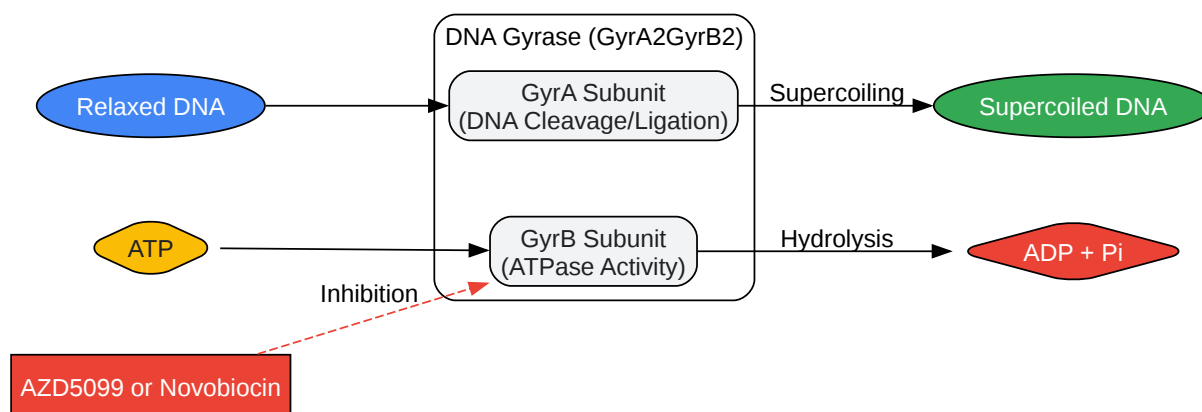 DNA Gyrase (GyrA2GyrB2)
Relaxed DNA
GyrA Subunit
(DNA Cleavage/Ligation)
Supercoiling
Supercoiled DNA
ATP
GyrB Subunit
(ATPase Activity)
Hydrolysis
ADP + Pi
Inhibition
AZD5099 or Novobiocin